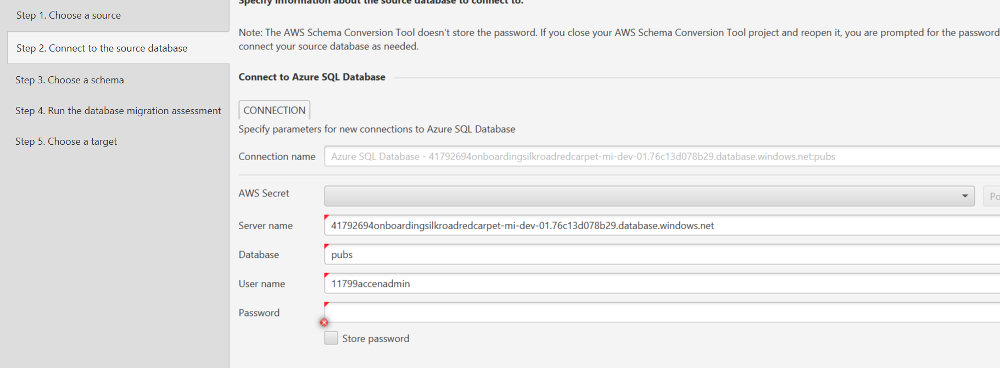 Step 1. Choose a source
Step 2. Connect to the source database
Step 3. Choose a schema
Step 4. Run the database migration assessment
Step 5. Choose a target
Specify information about the source database to connect to.
Note: The AWS Schema Conversion Tool doesn't store the password. If you close your AWS Schema Conversion Tool project and reopen it, you are prompted for the password
connect your source database as needed.
Connect to Azure SQL Database
CONNECTION
Specify parameters for new connections to Azure SQL Database
Connection name Azure SQL Database - 41792694onboardingsilkroadredcarpet-mi-dev-01.76c13d078b29.database.windows.net:pubs
AWS Secret Po
Server name 41792694onboardingsilkroadredcarpet-mi-dev-01.76c13d078b29.database.windows.net
Database pubs
User name 11799accenadmin
Password
Store password